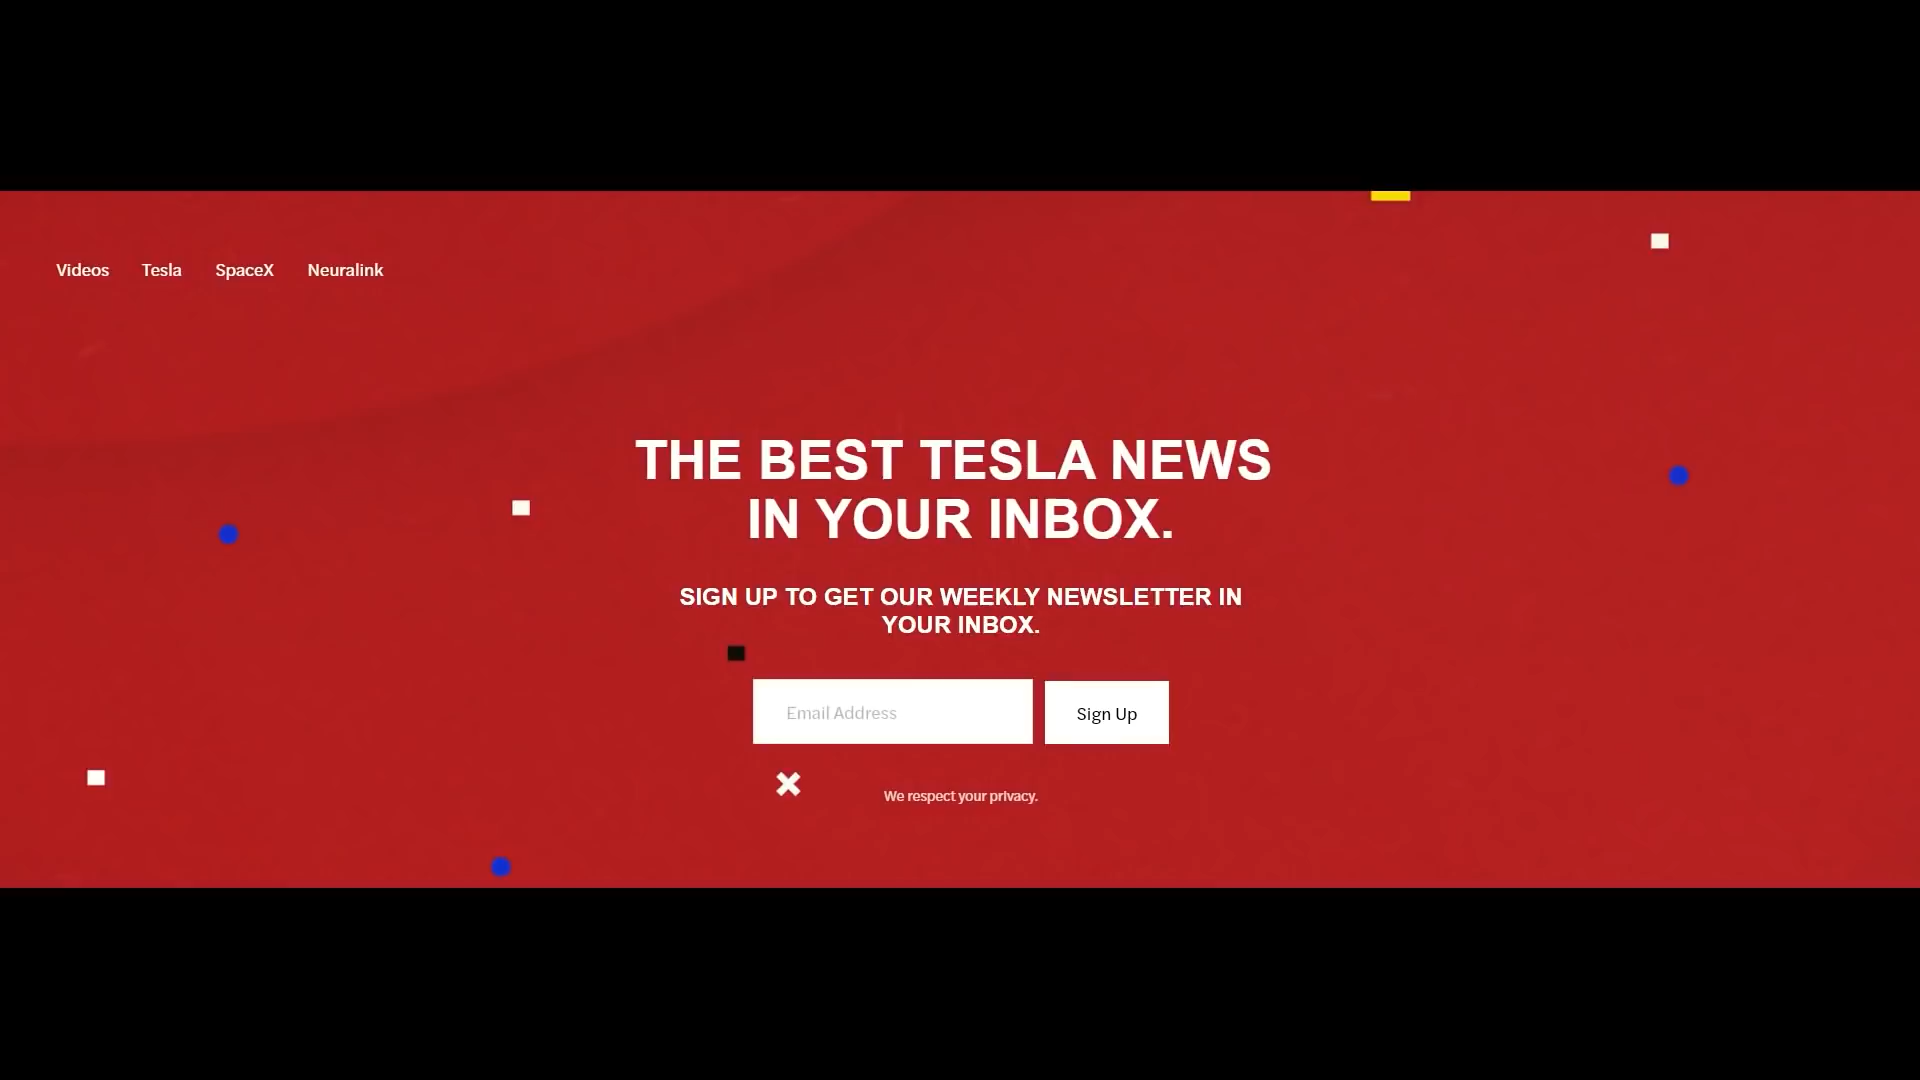 Videos Tesla SpaceX Neuralink
THE BEST TESLA NEWS
IN YOUR INBOX.
SIGN UP TO GET OUR WEEKLY NEWSLETTER IN
YOUR INBOX.
Email Address Sign Up
We respect your privacy.